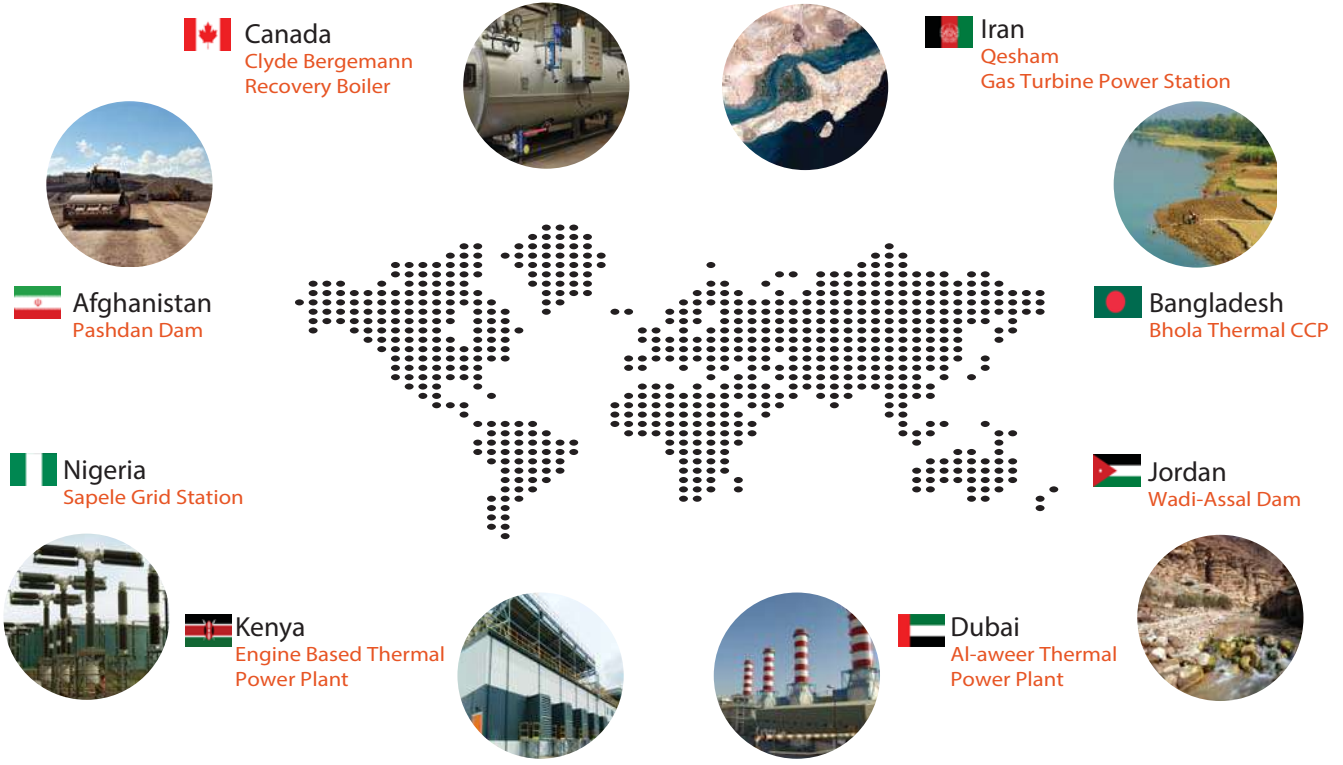 Canada
Clyde Bergemann
Recovery Boiler
Iran
Qesham
Gas Turbine Power Station
Afghanistan
Pashdan Dam
Bangladesh
Bhola Thermal CCP
Nigeria
Sapele Grid Station
Jordan
Wadi-Assal Dam
Kenya
Engine Based Thermal
Power Plant
Dubai
Al-aweer Thermal
Power Plant